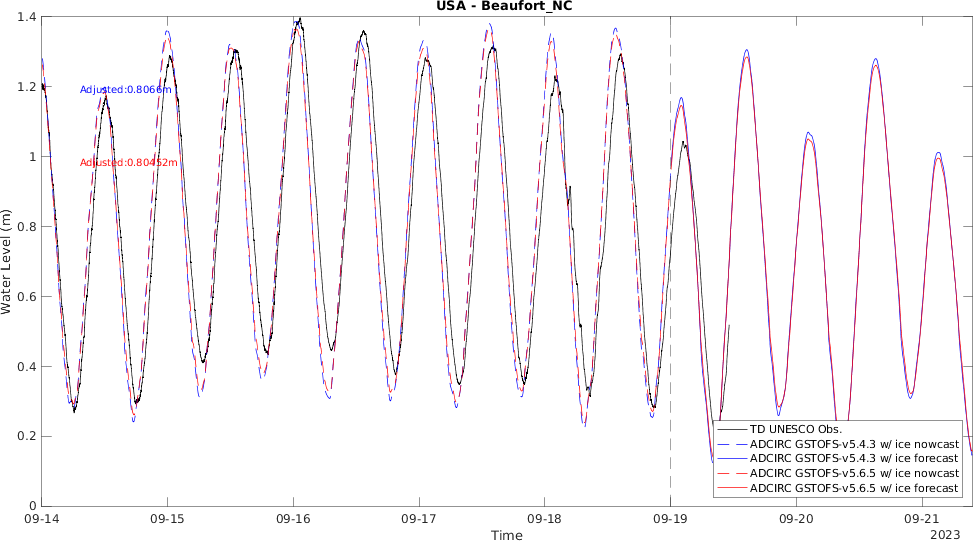 USA - Beaufort_NC
1.4
1.2
1
0.8
0.6
0.4
0.2
0
Water Level (m)
Adjusted:0.8066m
Adjusted:0.80452m
TD UNESCO Obs.
ADCIRC GSTOFS-v5.4.3 w/ ice nowcast
ADCIRC GSTOFS-v5.4.3 w/ ice forecast
ADCIRC GSTOFS-v5.6.5 w/ ice nowcast
ADCIRC GSTOFS-v5.6.5 w/ ice forecast
09-14 09-15 09-16 09-17 09-18 09-19 09-20 09-21
Time
2023